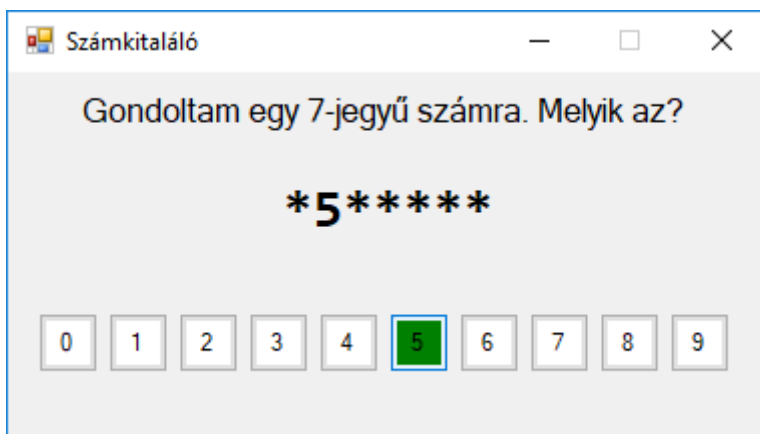 Számkitaláló
Gondoltam egy 7-jegyű számra. Melyik az?
*5*****
0 1 2 3 4 5 6 7 8 9